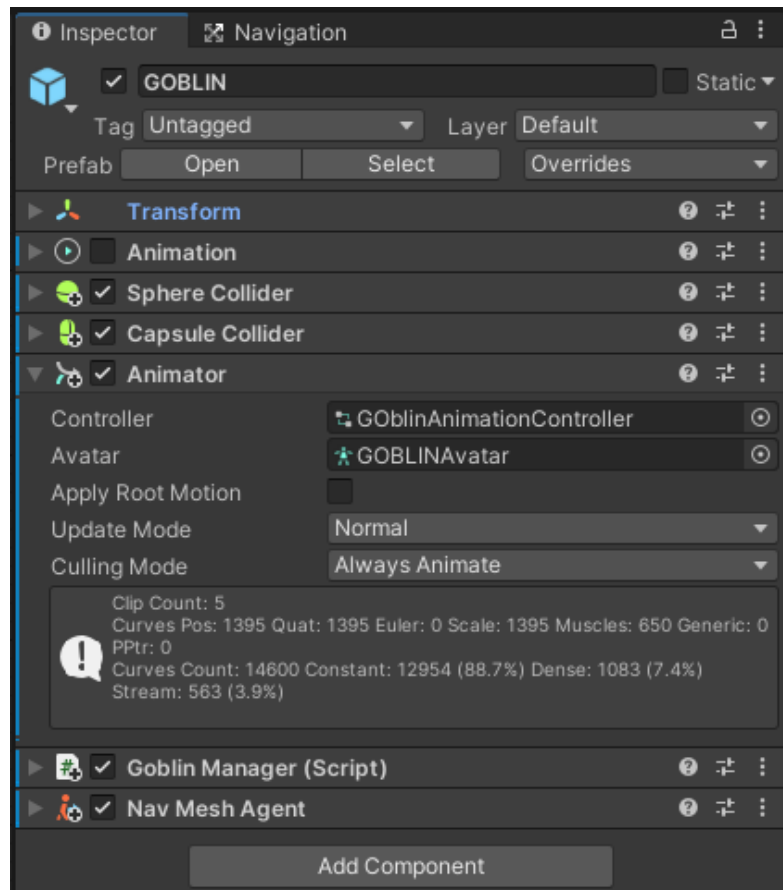 Inspector Navigation
GOBLIN Static
Tag Untagged Layer Default
Prefab Open Select Overrides
Transform
Animation
Sphere Collider
Capsule Collider
Animator
Controller GOblinAnimationController
Avatar GOBLINAvatar
Apply Root Motion
Update Mode Normal
Culling Mode Always Animate
Clip Count: 5
Curves Pos: 1395 Quat: 1395 Euler: 0 Scale: 1395 Muscles: 650 Generic: 0
PPtr: 0
Curves Count: 14600 Constant: 12954 (88.7%) Dense: 1083 (7.4%)
Stream: 563 (3.9%)
Goblin Manager (Script)
Nav Mesh Agent
Add Component